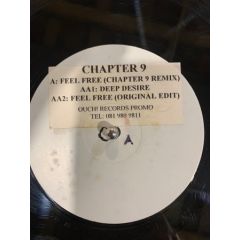 CHAPTER 9
A: FEEL FREE (CHAPTER 9 REMIX)
AA1: DEEP DESIRE
AA2: FEEL FREE (ORIGINAL EDIT)
OUCH! RECORDS PROMO
TEL: 081 980 9811
A